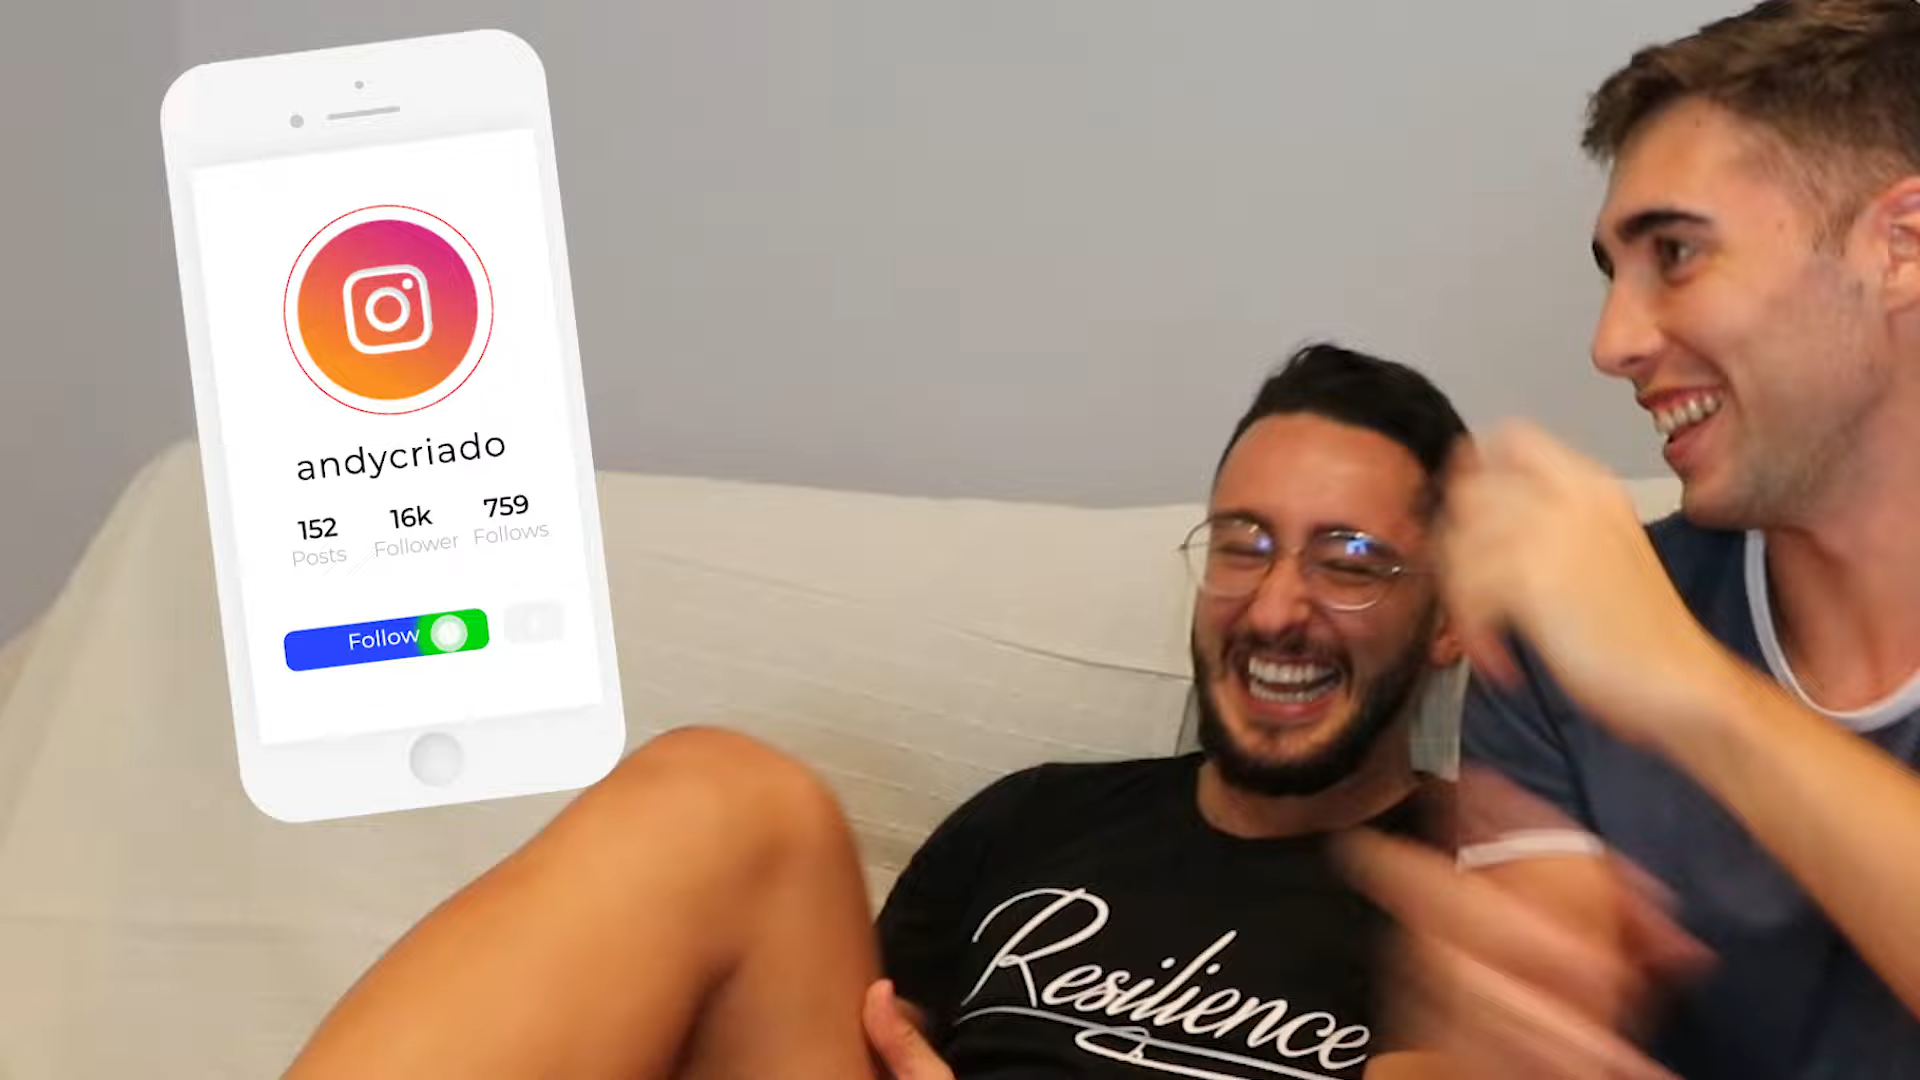 andycriado
152 16k 759
Posts Follower Follows
Follow
Resilience